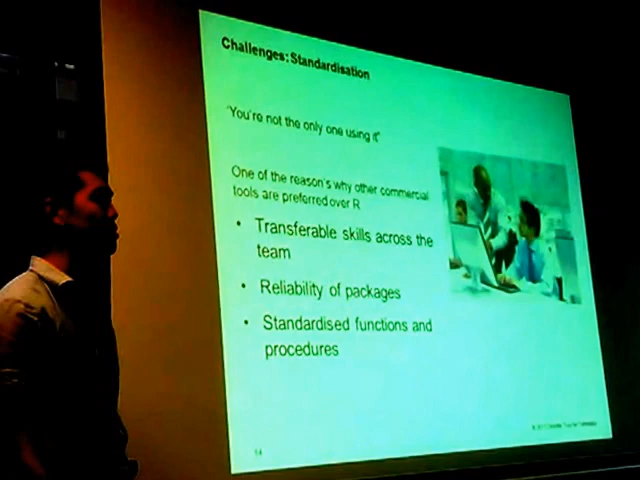 Challenges: Standardisation
"You're not the only one using it"
One of the reason's why other commercial
tools are preferred over R
• Transferable skills across the
team
• Reliability of packages
• Standardised functions and
procedures
14